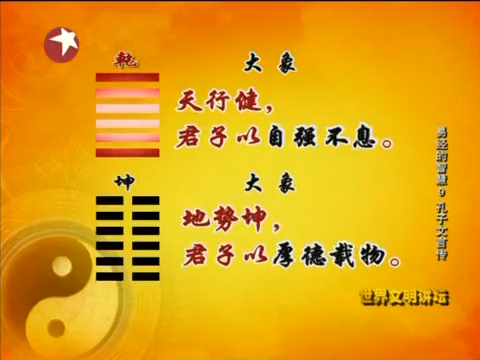 乾 大象
天行健，
君子以自强不息。
坤 大象
地势坤，
君子以厚德载物。
易经的智慧9 孔子文言传
世界文明讲坛